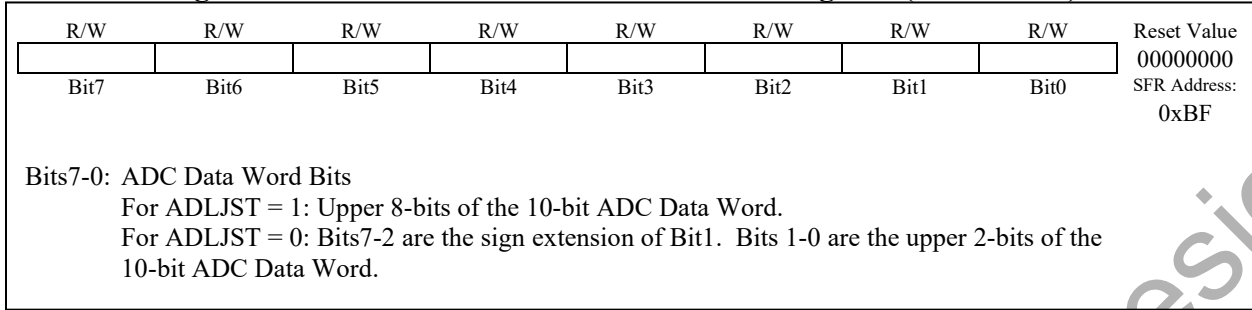 R/W R/W R/W R/W R/W R/W R/W R/W Reset Value
00000000
Bit7 Bit6 Bit5 Bit4 Bit3 Bit2 Bit1 Bit0 SFR Address:
0xBF
Bits7-0: ADC Data Word Bits
For ADLJST = 1: Upper 8-bits of the 10-bit ADC Data Word.
For ADLJST = 0: Bits7-2 are the sign extension of Bit1. Bits 1-0 are the upper 2-bits of the
10-bit ADC Data Word.